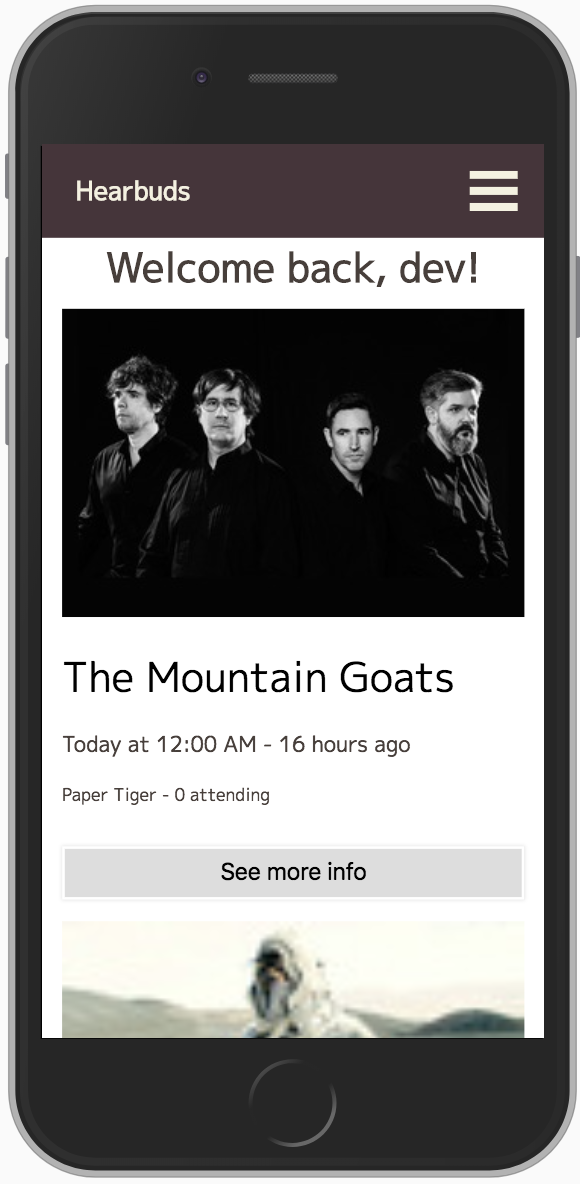 Hearbuds
Welcome back, dev!
The Mountain Goats
Today at 12:00 AM - 16 hours ago
Paper Tiger - 0 attending
See more info